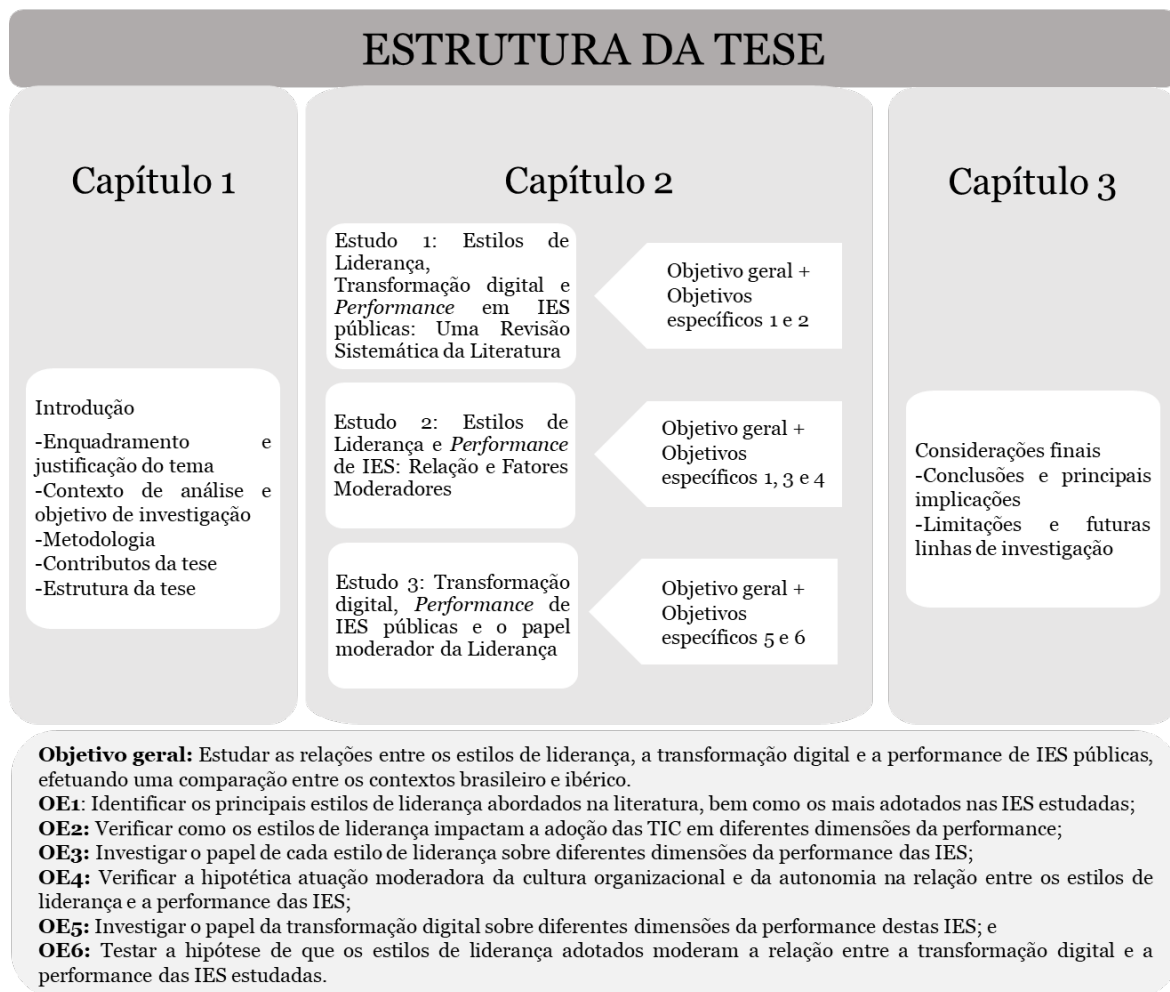 ESTRUTURA DA TESE
Capítulo 1
Introdução
-Enquadramento e
justificação do tema
-Contexto de análise e
objetivo de investigação
-Metodologia
-Contributos da tese
-Estrutura da tese
Capítulo 2
Estudo 1: Estilos de
Liderança,
Transformação digital e
Performance em IES
públicas: Uma Revisão
Sistemática da Literatura
Objetivo geral +
Objetivos
específicos 1 e 2
Estudo 2: Estilos de
Liderança e Performance
de IES: Relação e Fatores
Moderadores
Objetivo geral +
Objetivos
específicos 1, 3 e 4
Estudo 3: Transformação
digital, Performance de
IES públicas e o papel
moderador da Liderança
Objetivo geral +
Objetivos
específicos 5 e 6
Capítulo 3
Considerações finais
-Conclusões e principais
implicações
-Limitações e futuras
linhas de investigação
Objetivo geral: Estudar as relações entre os estilos de liderança, a transformação digital e a performance de IES públicas,
efetuando uma comparação entre os contextos brasileiro e ibérico.
OE1: Identificar os principais estilos de liderança abordados na literatura, bem como os mais adotados nas IES estudadas;
OE2: Verificar como os estilos de liderança impactam a adoção das TIC em diferentes dimensões da performance;
OE3: Investigar o papel de cada estilo de liderança sobre diferentes dimensões da performance das IES;
OE4: Verificar a hipotética atuação moderadora da cultura organizacional e da autonomia na relação entre os estilos de
liderança e a performance das IES;
OE5: Investigar o papel da transformação digital sobre diferentes dimensões da performance destas IES; e
OE6: Testar a hipótese de que os estilos de liderança adotados moderam a relação entre a transformação digital e a
performance das IES estudadas.